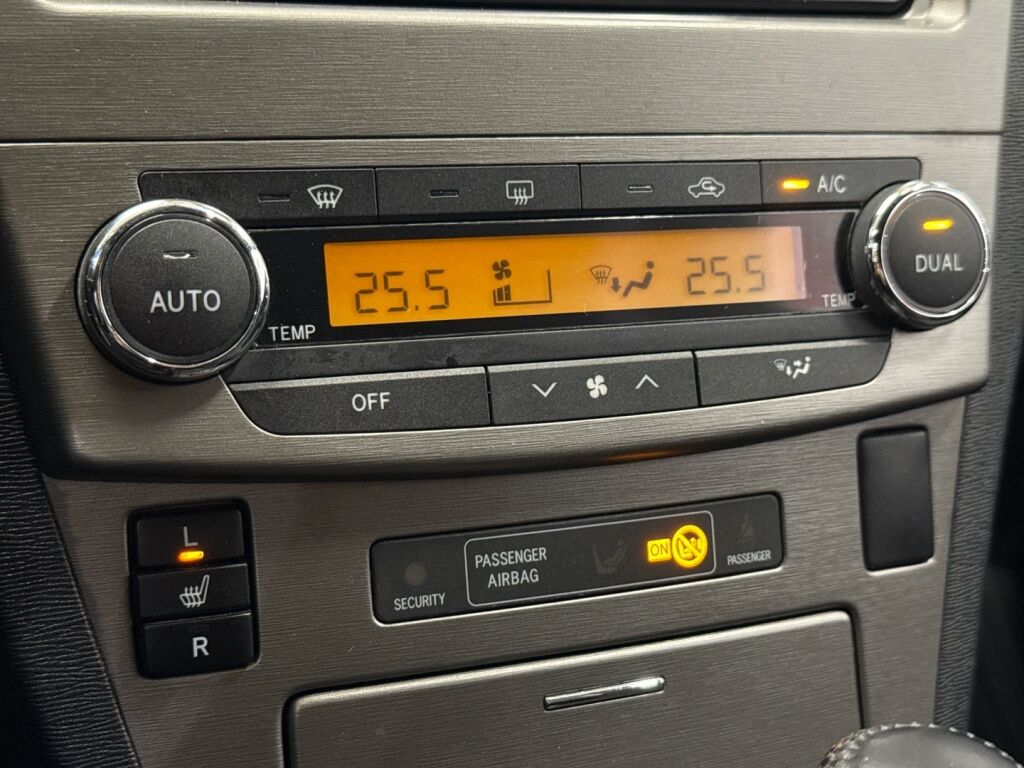 A/C
AUTO
DUAL
25.5
25.5
TEMP
TEMP
OFF
L
R
SECURITY
PASSENGER
AIRBAG
ON
PASSENGER